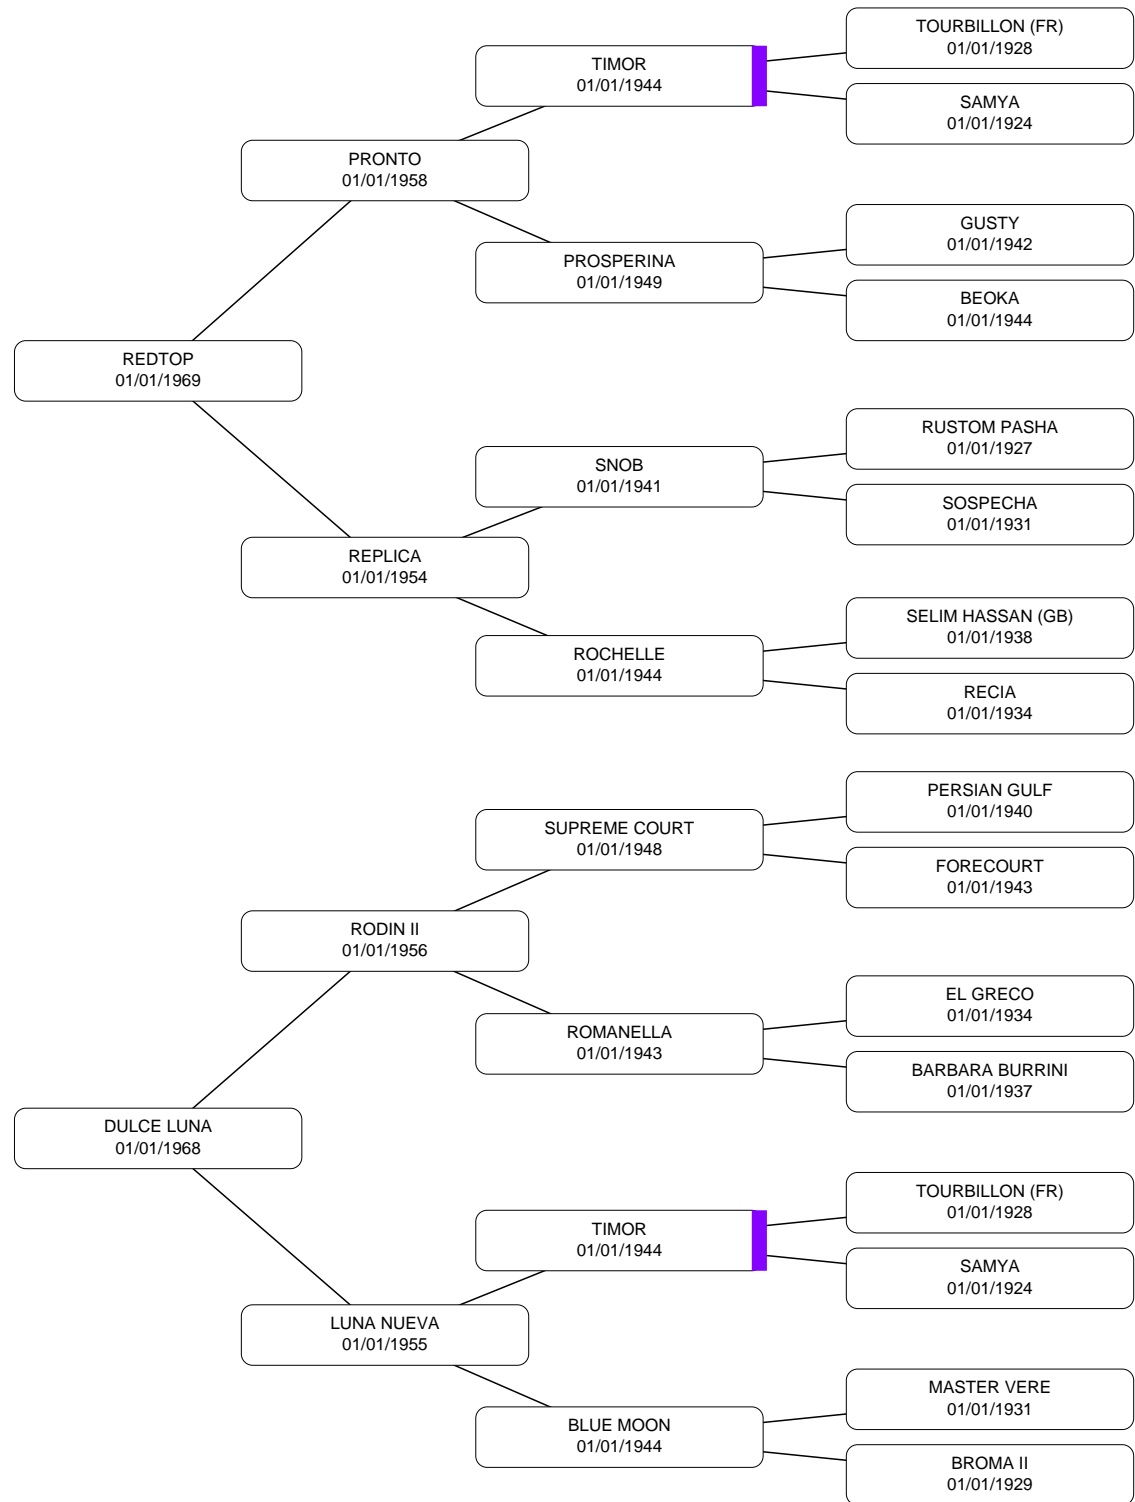 TOURBILLON (FR)
01/01/1928
TIMOR
01/01/1944
SAMYA
01/01/1924
PRONTO
01/01/1958
GUSTY
01/01/1942
PROSPERINA
01/01/1949
BEOKA
01/01/1944
REDTOP
01/01/1969
RUSTOM PASHA
01/01/1927
SNOB
01/01/1941
SOSPECHA
01/01/1931
REPLICA
01/01/1954
SELIM HASSAN (GB)
01/01/1938
ROCHELLE
01/01/1944
RECIA
01/01/1934
PERSIAN GULF
01/01/1940
SUPREME COURT
01/01/1948
FORECOURT
01/01/1943
RODIN II
01/01/1956
EL GRECO
01/01/1934
ROMANELLA
01/01/1943
BARBARA BURRINI
01/01/1937
DULCE LUNA
01/01/1968
TOURBILLON (FR)
01/01/1928
TIMOR
01/01/1944
SAMYA
01/01/1924
LUNA NUEVA
01/01/1955
MASTER VERE
01/01/1931
BLUE MOON
01/01/1944
BROMA II
01/01/1929